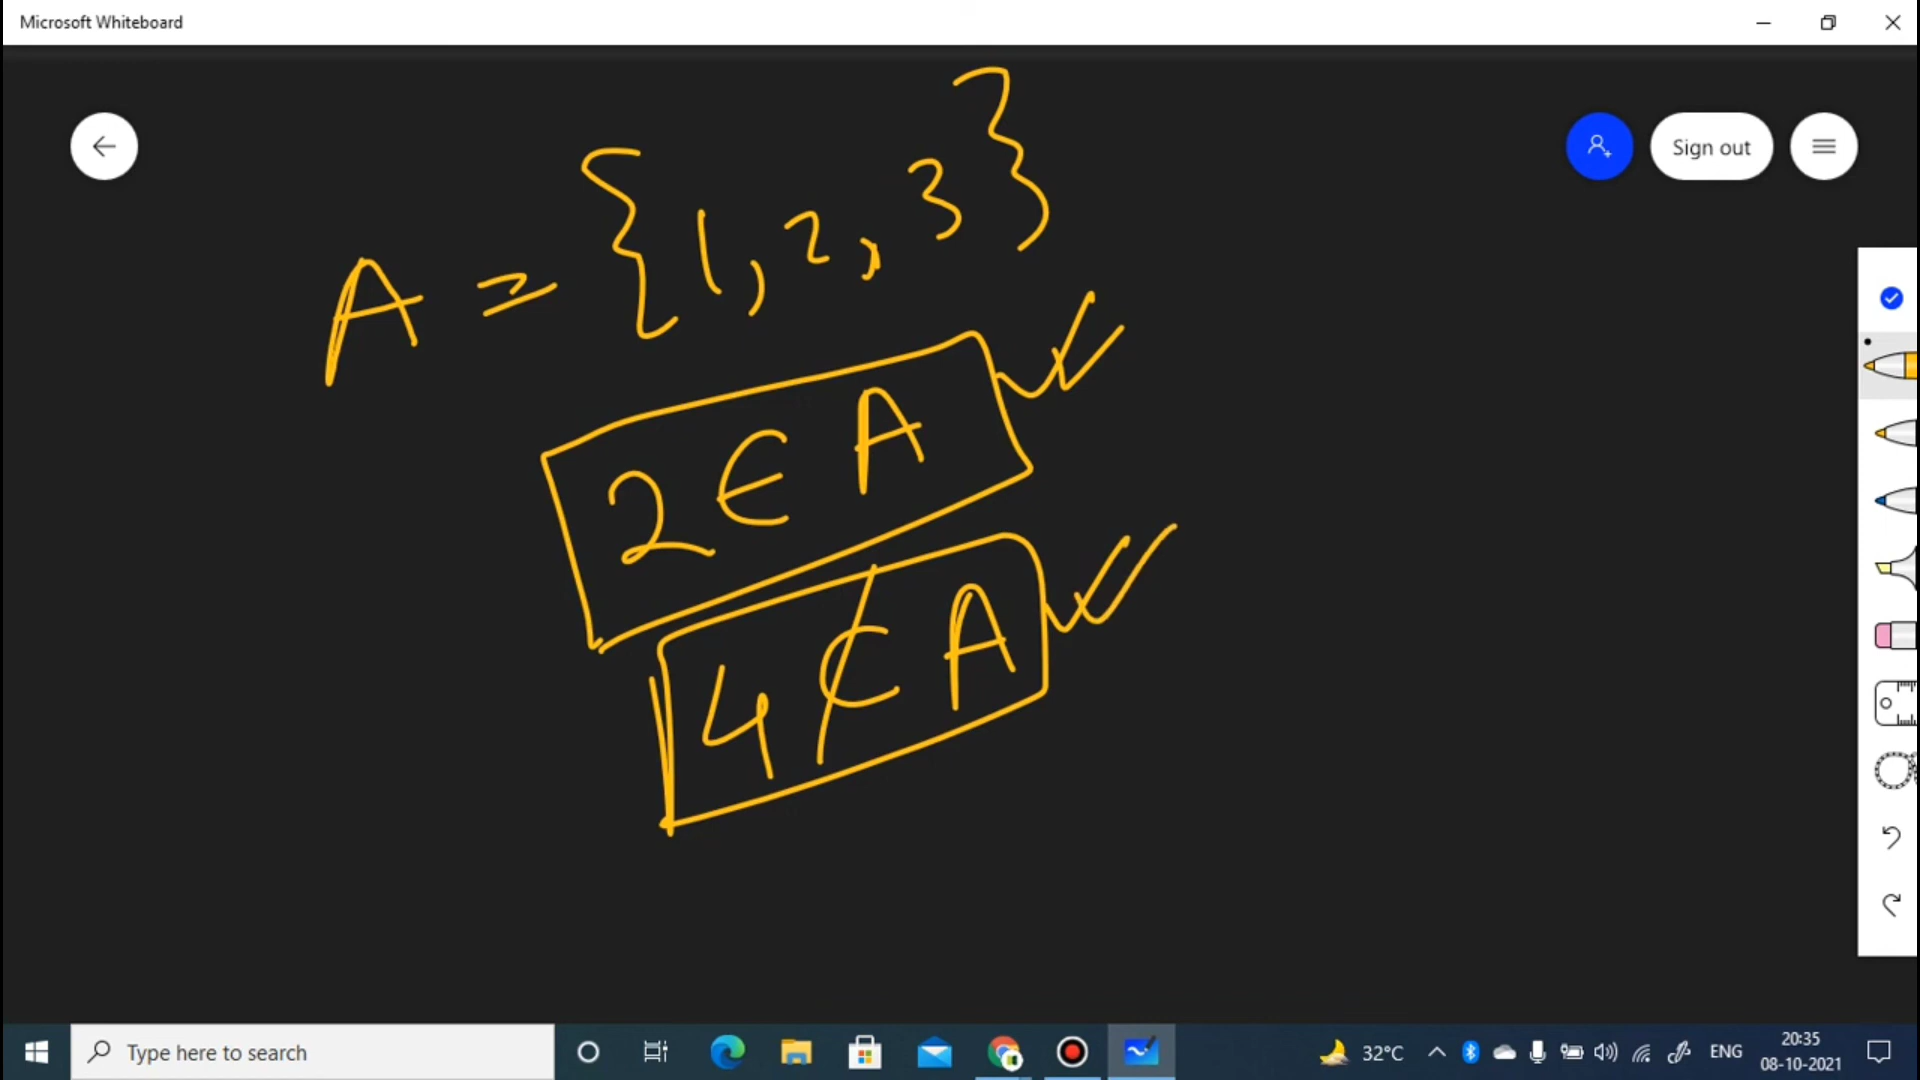 Microsoft Whiteboard
Sign out
A = {1, 2, 3}
2 ∈ A
4 ∉ A
Type here to search
32°C
ENG
20:35
08-10-2021